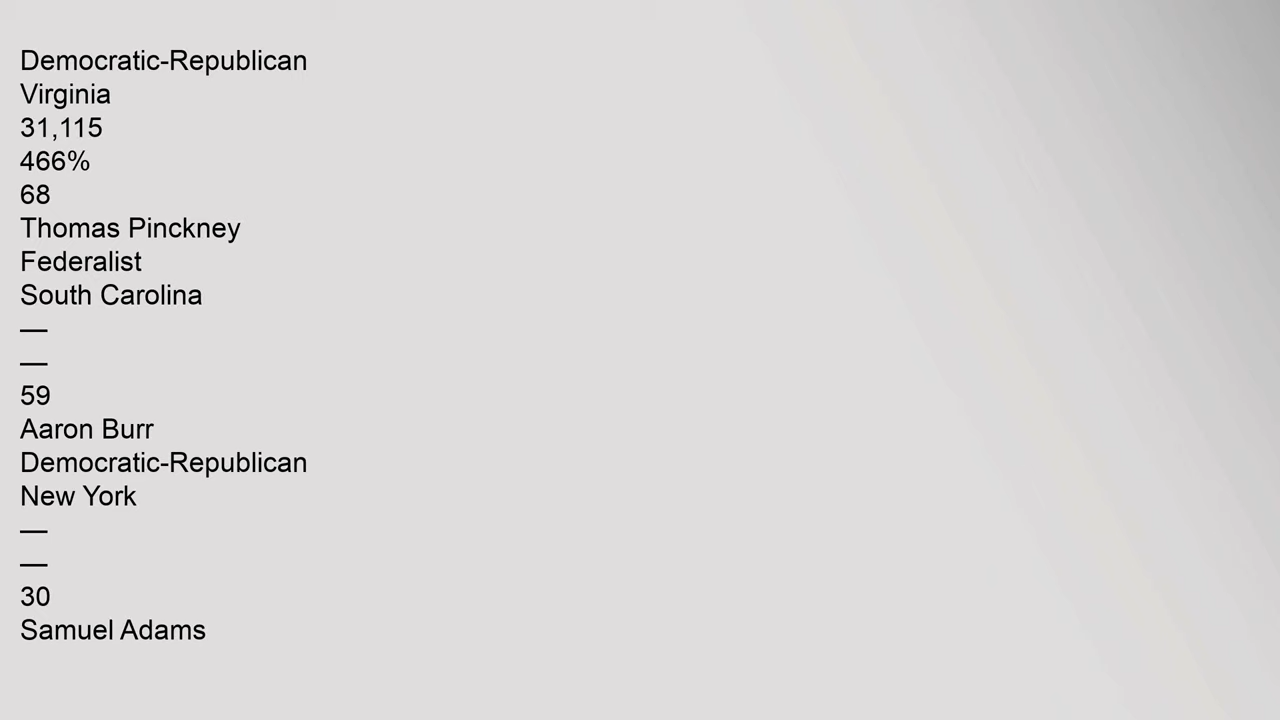 Democratic-Republican
Virginia
31,115
466%
68
Thomas Pinckney
Federalist
South Carolina
—
—
59
Aaron Burr
Democratic-Republican
New York
—
—
30
Samuel Adams